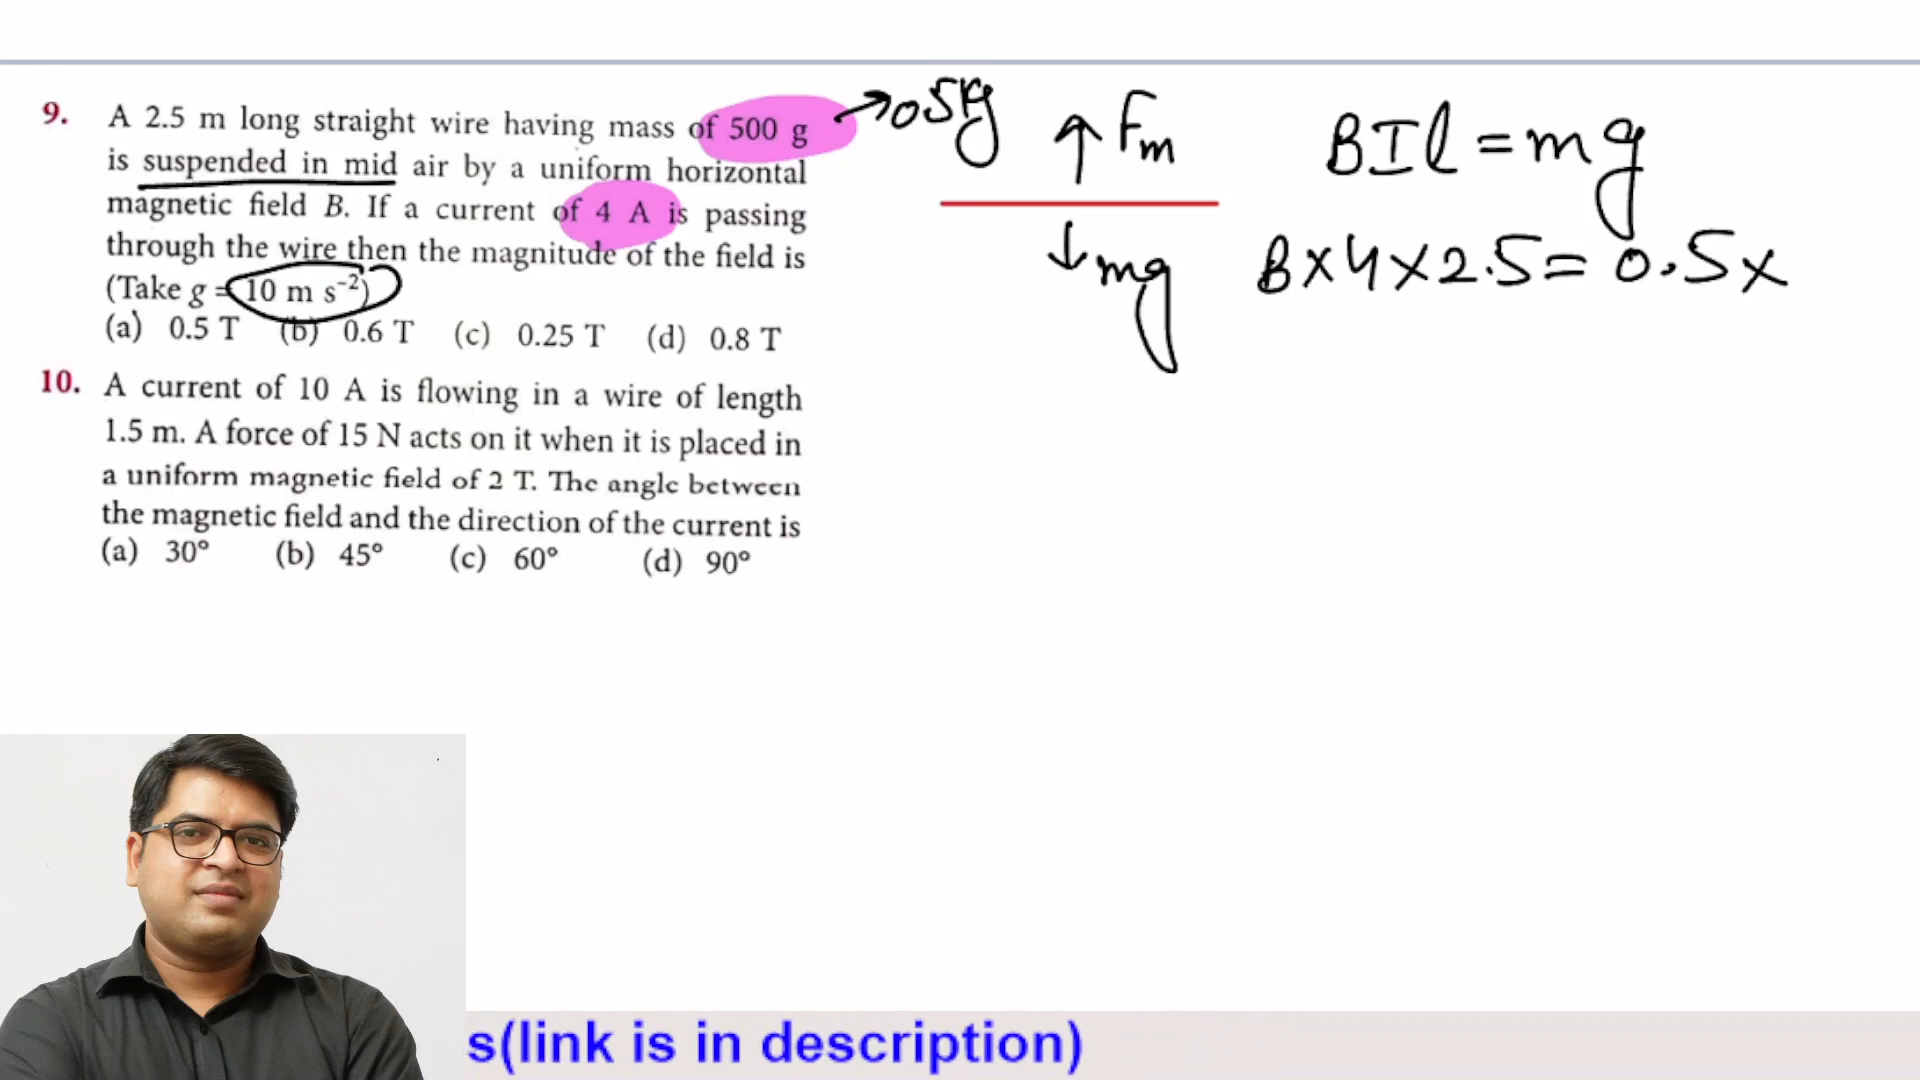 9. A 2.5 m long straight wire having mass of 500 g
is suspended in mid air by a uniform horizontal
magnetic field B. If a current of 4 A is passing
through the wire then the magnitude of the field is
(Take g = 10 m s⁻²)
(a) 0.5 T (b) 0.6 T (c) 0.25 T (d) 0.8 T
10. A current of 10 A is flowing in a wire of length
1.5 m. A force of 15 N acts on it when it is placed in
a uniform magnetic field of 2 T. The angle between
the magnetic field and the direction of the current is
(a) 30° (b) 45° (c) 60° (d) 90°
→05Kg
↑Fm
↓mg
BIl = mg
B×4×2.5 = 0.5×
s(link is in description)